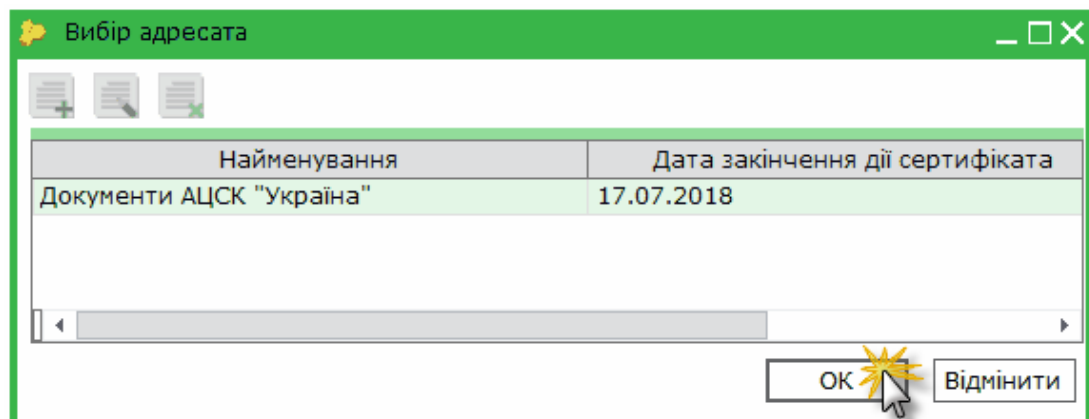 Вибір адресата
Найменування Дата закінчення дії сертифіката
Документи АЦСК "Україна" 17.07.2018
ОК Відмінити